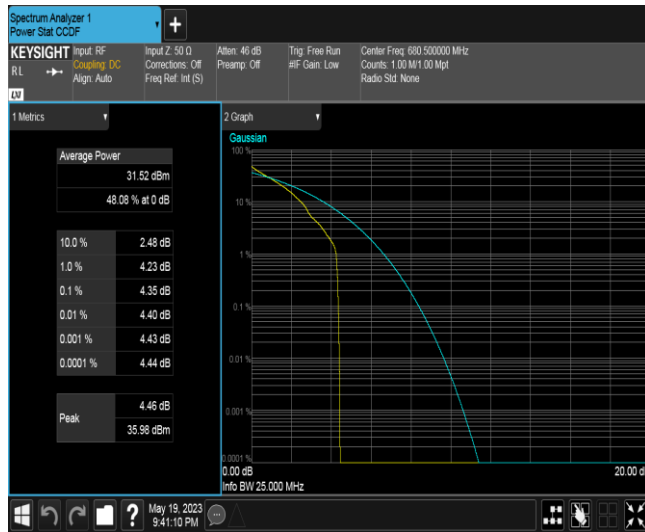 Spectrum Analyzer 1
Power Stat CCDF
+
KEYSIGHT
RL
LXI
Input: RF
Coupling: DC
Align: Auto
Input Z: 50 Ω
Corrections: Off
Freq Ref: Int (S)
Atten: 46 dB
Preamp: Off
Trig: Free Run
#IF Gain: Low
Center Freq: 680.500000 MHz
Counts: 1.00 M/1.00 Mpt
Radio Std: None
1 Metrics
Average Power
31.52 dBm
48.08 % at 0 dB
10.0 % 2.48 dB
1.0 % 4.23 dB
0.1 % 4.35 dB
0.01 % 4.40 dB
0.001 % 4.43 dB
0.0001 % 4.44 dB
Peak
4.46 dB
35.98 dBm
2 Graph
Gaussian
100 %
10 %
1 %
0.1 %
0.01 %
0.001 %
0.0001 %
0.00 dB
20.00 d
Info BW 25.000 MHz
?
May 19, 2023
9:41:10 PM